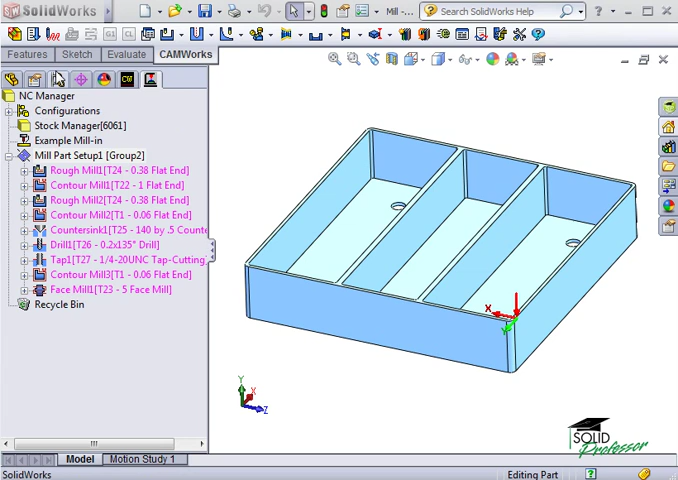 SolidWorks
Mill -...
Search SolidWorks
Features
Sketch
Evaluate
CAMWorks
NC Manager
Configurations
Stock Manager[6061]
Example Mill-in
Mill Part Setup1 [Group2]
Rough Mill1[T24 - 0.38 Flat End]
Contour Mill1[T22 - 1 Flat End]
Rough Mill2[T24 - 0.38 Flat End]
Contour Mill2[T1 - 0.06 Flat End]
Countersink1[T25 - 140 by .5 Counte
Drill1[T26 - 0.2x135° Drill]
Tap1[T27 - 1/4-20UNC Tap-Cutting
Contour Mill3[T1 - 0.06 Flat End]
Face Mill1[T23 - 5 Face Mill]
Recycle Bin
X
Y
Y
X
Z
SOLID
Professor
Model
Motion Study 1
SolidWorks
Editing Part